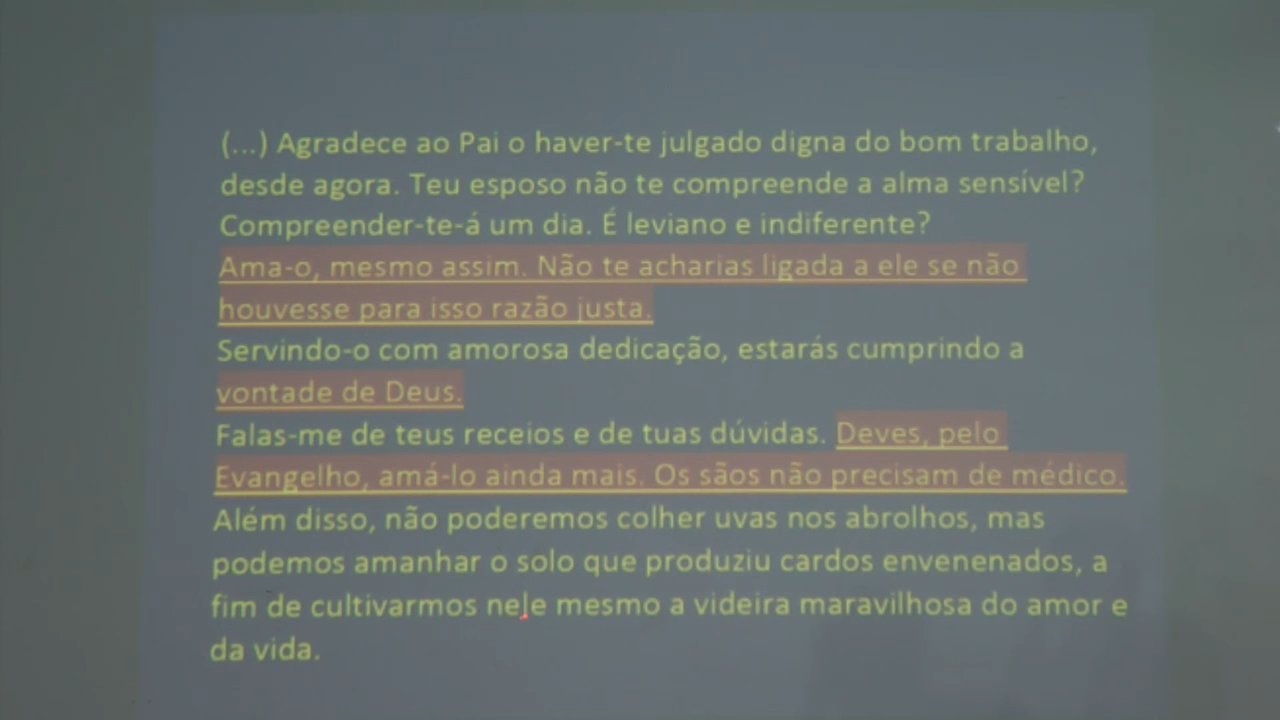 (...) Agradece ao Pai o haver-te julgado digna do bom trabalho,
desde agora. Teu esposo não te compreende a alma sensível?
Compreender-te-á um dia. É leviano e indiferente?
Ama-o, mesmo assim. Não te acharias ligada a ele se não
houvesse para isso razão justa.
Servindo-o com amorosa dedicação, estarás cumprindo a
vontade de Deus.
Falas-me de teus receios e de tuas dúvidas. Deves, pelo
Evangelho, amá-lo ainda mais. Os sãos não precisam de médico.
Além disso, não poderemos colher uvas nos abrolhos, mas
podemos amanhar o solo que produziu cardos envenenados, a
fim de cultivarmos nele mesmo a videira maravilhosa do amor e
da vida.